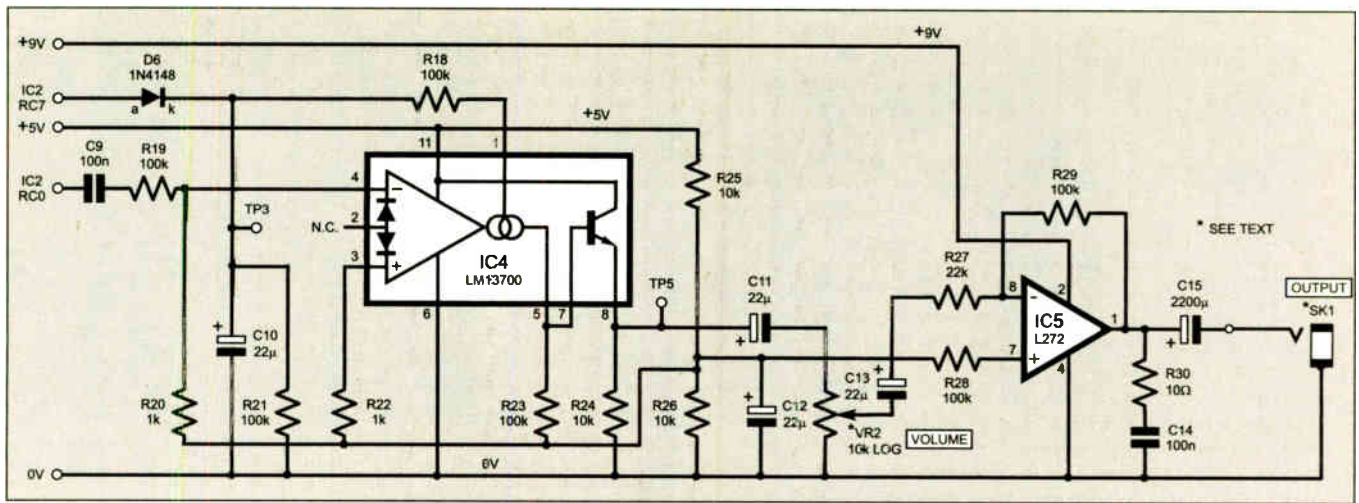 +9V
+9V
D6
1N4148
a k
IC2
RC7
R18
100k
+5V
+5V
11
1
C9
100n
R19
100k
IC2
RC0
4
−
TP3
N.C.
2
3
+
IC4
LM13700
6
5
7
8
R25
10k
TP5
C11
22µ
+
R29
100k
* SEE TEXT
R27
22k
8
−
2
IC5
L272
1
7
+
4
C15
2200µ
+
OUTPUT
*SK1
+
C10
22µ
R28
100k
R30
10Ω
R20
1k
R21
100k
R22
1k
R23
100k
R24
10k
R26
10k
+
C12
22µ
C13
22µ
+
*VR2
10k LOG
VOLUME
C14
100n
0V
0V